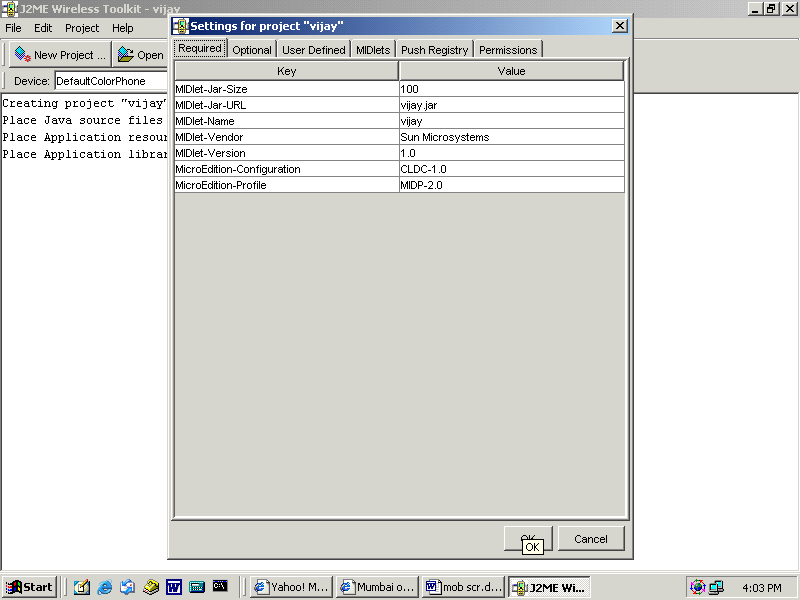 J2ME Wireless Toolkit - vijay
File Edit Project Help
New Project ... Open
Device: DefaultColorPhone
Creating project "vijay"
Place Java source files
Place Application resour
Place Application librar
Settings for project "vijay"
Required Optional User Defined MIDlets Push Registry Permissions
Key Value
MIDlet-Jar-Size 100
MIDlet-Jar-URL vijay.jar
MIDlet-Name vijay
MIDlet-Vendor Sun Microsystems
MIDlet-Version 1.0
MicroEdition-Configuration CLDC-1.0
MicroEdition-Profile MIDP-2.0
OK Cancel
OK
Start Yahoo! M... Mumbai o... mob scr.d... J2ME Wi... 4:03 PM